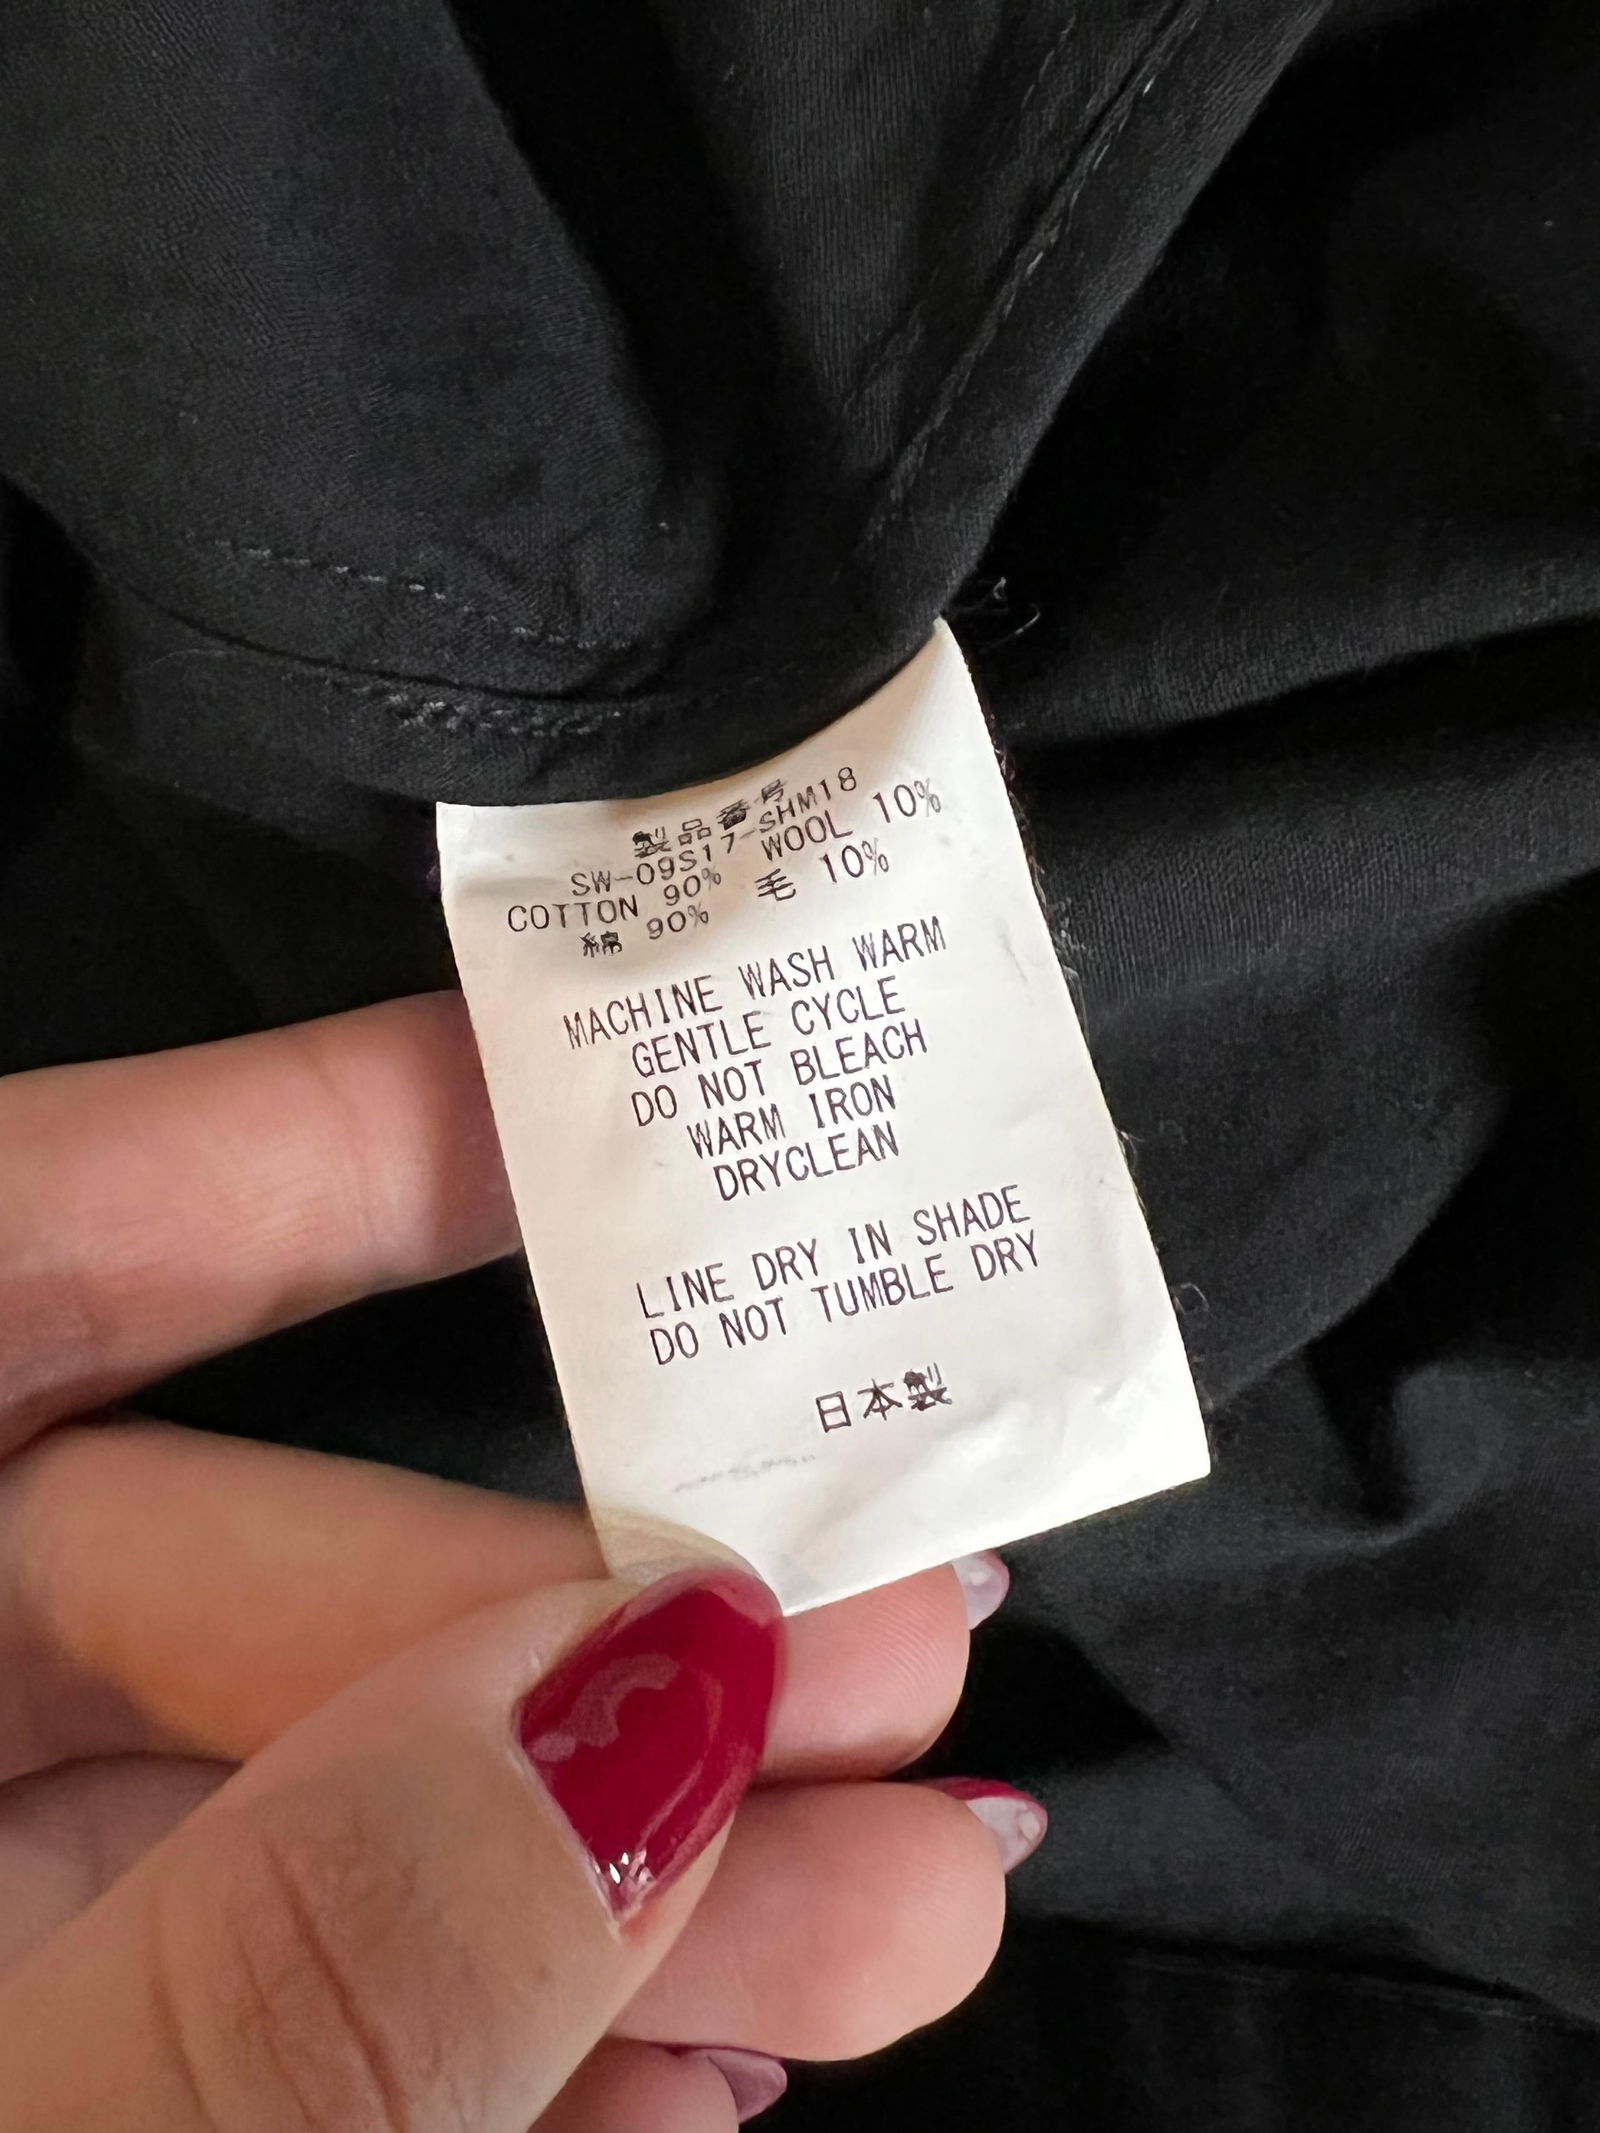 製品番号
SW-09S17-SHM18
COTTON 90% WOOL 10%
綿 90% 毛 10%
MACHINE WASH WARM
GENTLE CYCLE
DO NOT BLEACH
WARM IRON
DRYCLEAN
LINE DRY IN SHADE
DO NOT TUMBLE DRY
日本製